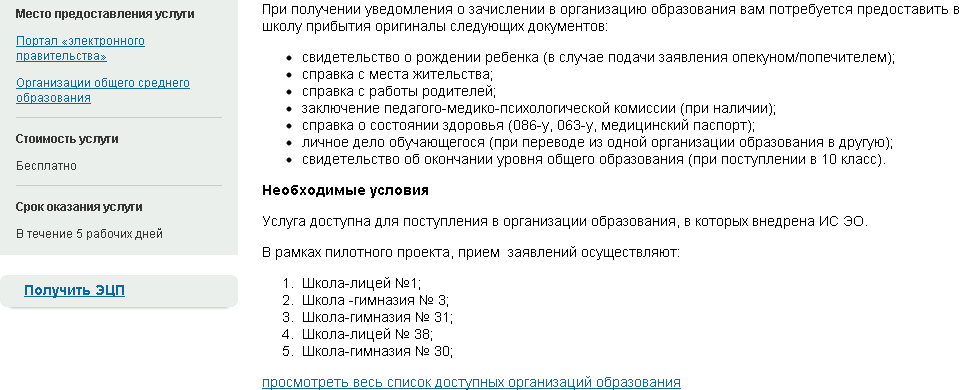 Место предоставления услуги
Портал «электронного
правительства»
Организации общего среднего
образования
Стоимость услуги
Бесплатно
Срок оказания услуги
В течение 5 рабочих дней
Получить ЭЦП
При получении уведомления о зачислении в организацию образования вам потребуется предоставить в
школу прибытия оригиналы следующих документов:
• свидетельство о рождении ребенка (в случае подачи заявления опекуном/попечителем);
• справка с места жительства;
• справка с работы родителей;
• заключение педагого-медико-психологической комиссии (при наличии);
• справка о состоянии здоровья (086-у, 063-у, медицинский паспорт);
• личное дело обучающегося (при переводе из одной организации образования в другую);
• свидетельство об окончании уровня общего образования (при поступлении в 10 класс).
Необходимые условия
Услуга доступна для поступления в организации образования, в которых внедрена ИС ЭО.
В рамках пилотного проекта, прием  заявлений осуществляют:
1. Школа-лицей №1;
2. Школа -гимназия № 3;
3. Школа-гимназия № 31;
4. Школа-лицей № 38;
5. Школа-гимназия № 30;
просмотреть весь список доступных организаций образования